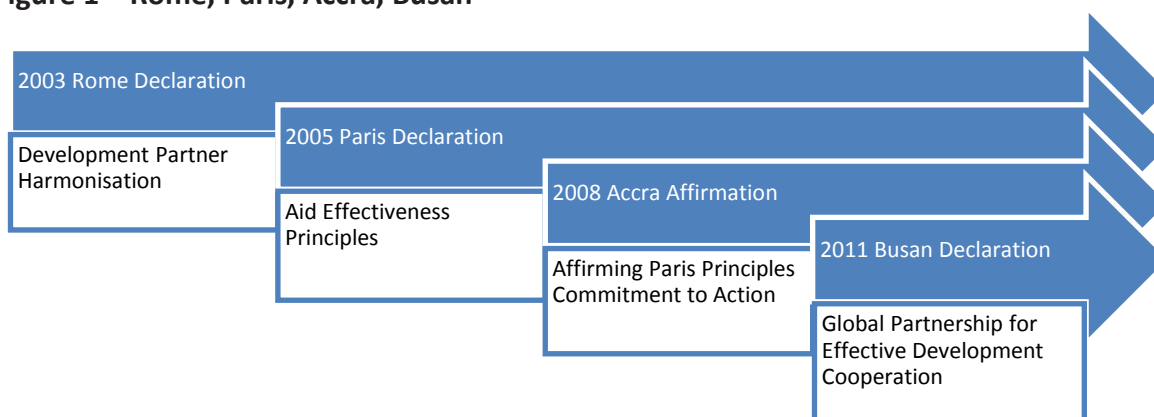 2003 Rome Declaration
Development Partner
Harmonisation
2005 Paris Declaration
Aid Effectiveness
Principles
2008 Accra Affirmation
Affirming Paris Principles
Commitment to Action
2011 Busan Declaration
Global Partnership for
Effective Development
Cooperation